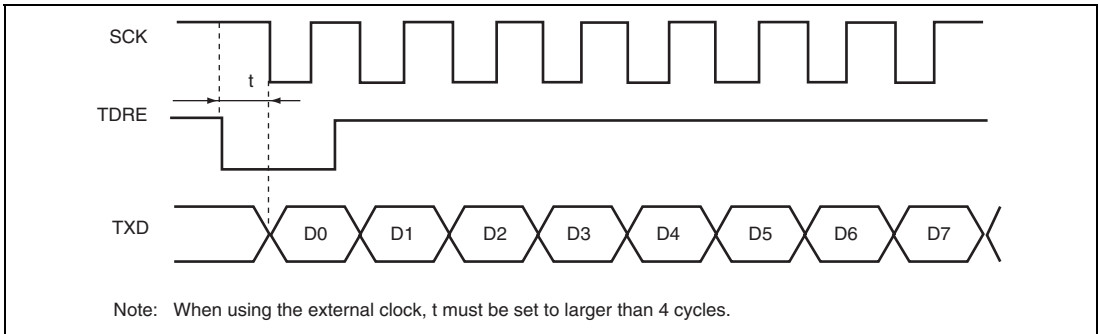 SCK
t
TDRE
TXD D0 D1 D2 D3 D4 D5 D6 D7
Note: When using the external clock, t must be set to larger than 4 cycles.